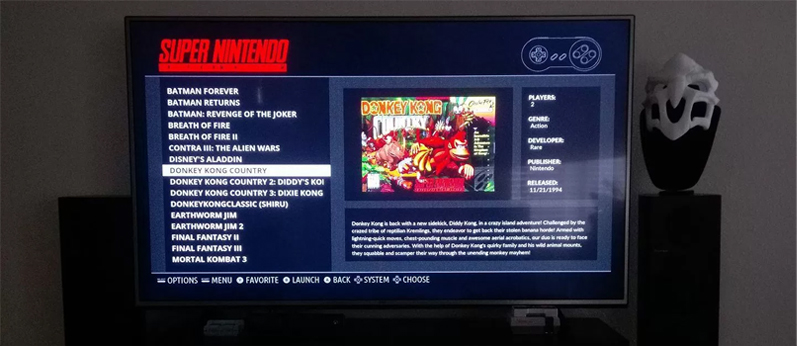 SUPER NINTENDO
BATMAN FOREVER
BATMAN RETURNS
BATMAN: REVENGE OF THE JOKER
BREATH OF FIRE
BREATH OF FIRE II
CONTRA III: THE ALIEN WARS
DISNEY'S ALADDIN
DONKEY KONG COUNTRY
DONKEY KONG COUNTRY 2: DIDDY'S KO
DONKEY KONG COUNTRY 3: DIXIE KONG
DONKEYKONGCLASSIC (SHIRU)
EARTHWORM JIM
EARTHWORM JIM 2
FINAL FANTASY II
FINAL FANTASY III
MORTAL KOMBAT 3
DONKEY KONG
COUNTRY
PLAYERS:
2
GENRE:
Action
DEVELOPER:
Rare
PUBLISHER:
Nintendo
RELEASED:
11/21/1994
Donkey Kong is back with a new sidekick, Diddy Kong, in a crazy island adventure! Challenged by the
crazed tribe of reptilian Kremlings, they endeavor to get back their stolen banana horde! Armed with
lightning-quick moves, chest-pounding muscle and awesome aerial acrobatics, our duo is ready to face
their cunning adversaries. With the help of Donkey Kong's quirky family and his wild animal mounts,
they squabble and scamper their way through the unending monkey mayhem!
OPTIONS MENU FAVORITE LAUNCH BACK SYSTEM CHOOSE